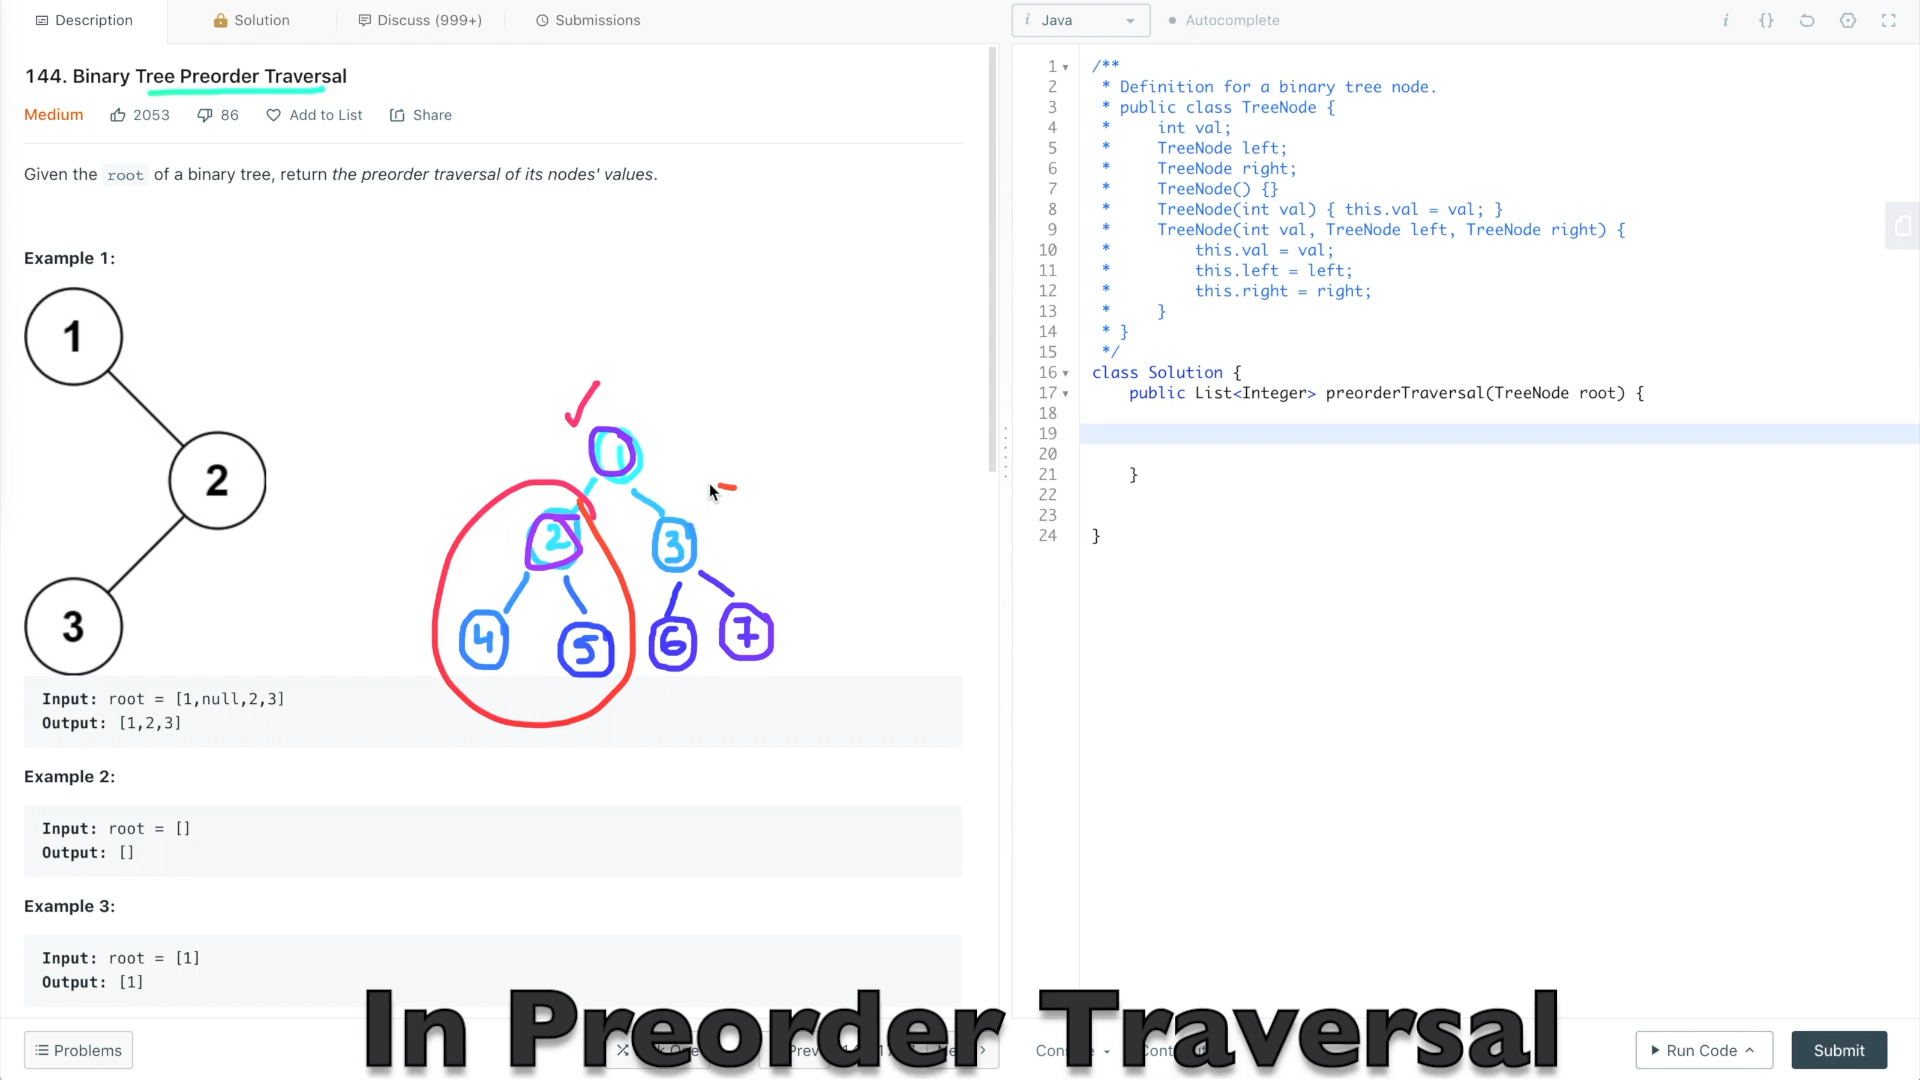 Description
Solution
Discuss (999+)
Submissions
i Java
Autocomplete
i {}
144. Binary Tree Preorder Traversal
Medium 2053 86 Add to List Share
Given the root of a binary tree, return the preorder traversal of its nodes' values.
Example 1:
1
2
3
Input: root = [1,null,2,3]
Output: [1,2,3]
1
2 3
4 5 6 7
Example 2:
Input: root = []
Output: []
Example 3:
Input: root = [1]
Output: [1]
1 /**
2 * Definition for a binary tree node.
3 * public class TreeNode {
4 * int val;
5 * TreeNode left;
6 * TreeNode right;
7 * TreeNode() {}
8 * TreeNode(int val) { this.val = val; }
9 * TreeNode(int val, TreeNode left, TreeNode right) {
10 * this.val = val;
11 * this.left = left;
12 * this.right = right;
13 * }
14 * }
15 */
16 class Solution {
17 public List<Integer> preorderTraversal(TreeNode root) {
18
19
20
21 }
22
23
24 }
In Preorder Traversal
Problems
Run Code
Submit